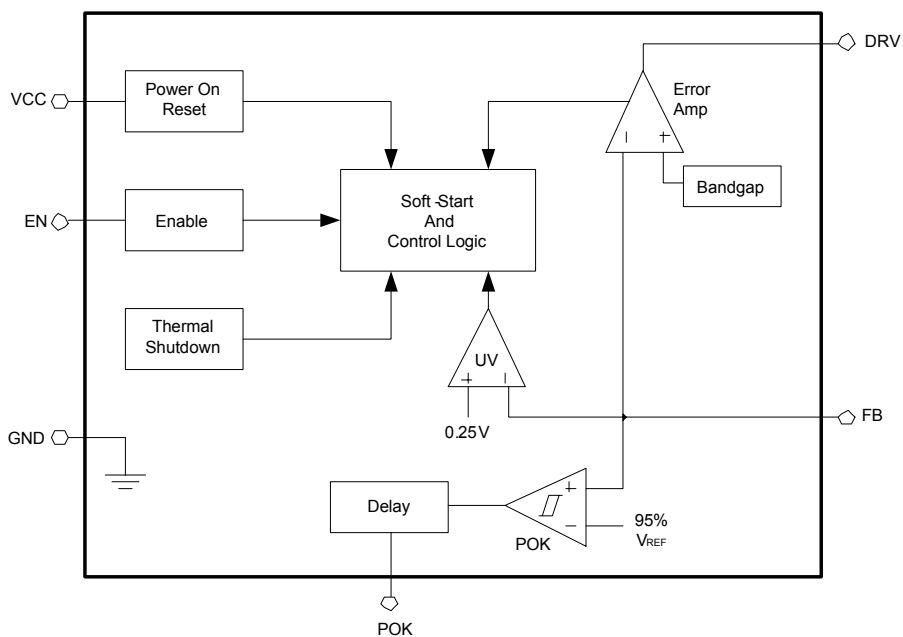 DRV
VCC
Power On
Reset
Error
Amp
Bandgap
EN
Enable
Soft -Start
And
Control Logic
Thermal
Shutdown
UV
0.25V
FB
GND
Delay
POK
95%
VREF
POK